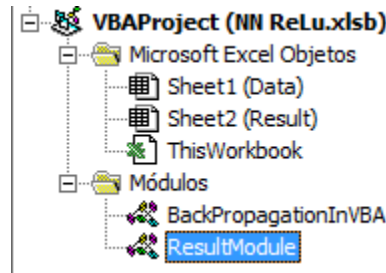 VBAProject (NN ReLu.xlsb)
Microsoft Excel Objetos
Sheet1 (Data)
Sheet2 (Result)
ThisWorkbook
Módulos
BackPropagationInVBA
ResultModule